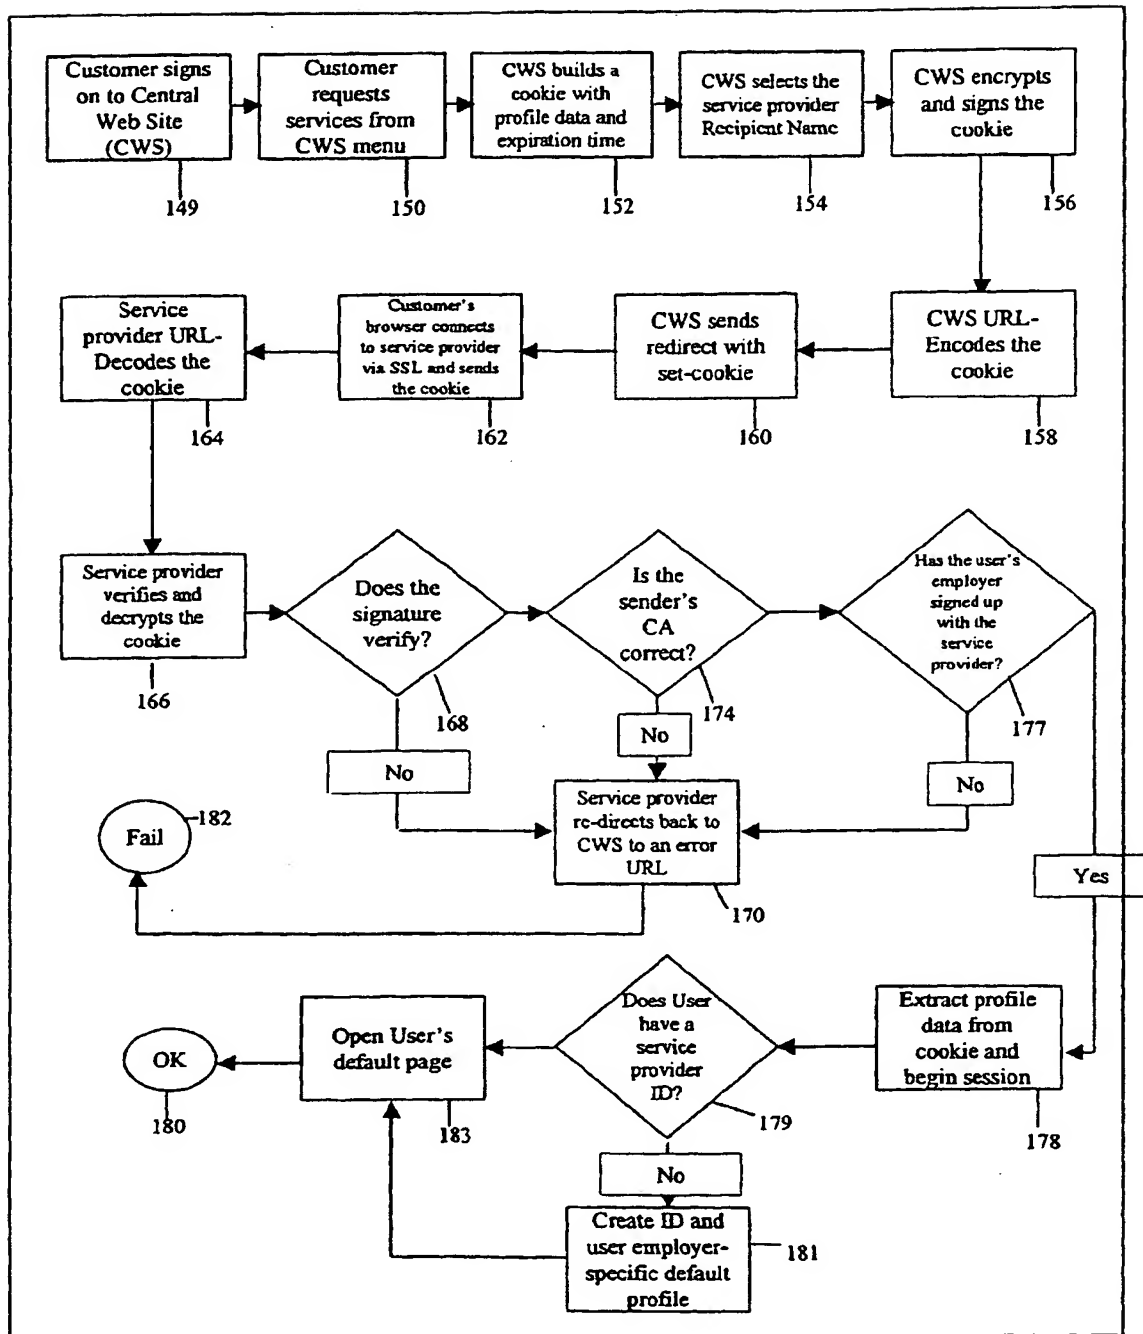 Customer signs
on to Central
Web Site
(CWS)
149
Customer
requests
services from
CWS menu
150
CWS builds a
cookie with
profile data and
expiration time
152
CWS selects the
service provider
Recipient Name
154
CWS encrypts
and signs the
cookie
156
Service
provider URL-
Decodes the
cookie
164
Customer's
browser connects
to service provider
via SSL and sends
the cookie
162
CWS sends
redirect with
set-cookie
160
CWS URL-
Encodes the
cookie
158
Service provider
verifies and
decrypts the
cookie
166
Does the
signature
verify?
168
Is the
sender's
CA
correct?
174
Has the user's
employer
signed up
with the
service
provider?
177
No
No
No
Service provider
re-directs back to
CWS to an error
URL
170
Fail
182
Yes
OK
180
Open User's
default page
183
Does User
have a
service
provider
ID?
179
Extract profile
data from
cookie and
begin session
178
No
Create ID and
user employer-
specific default
profile
181